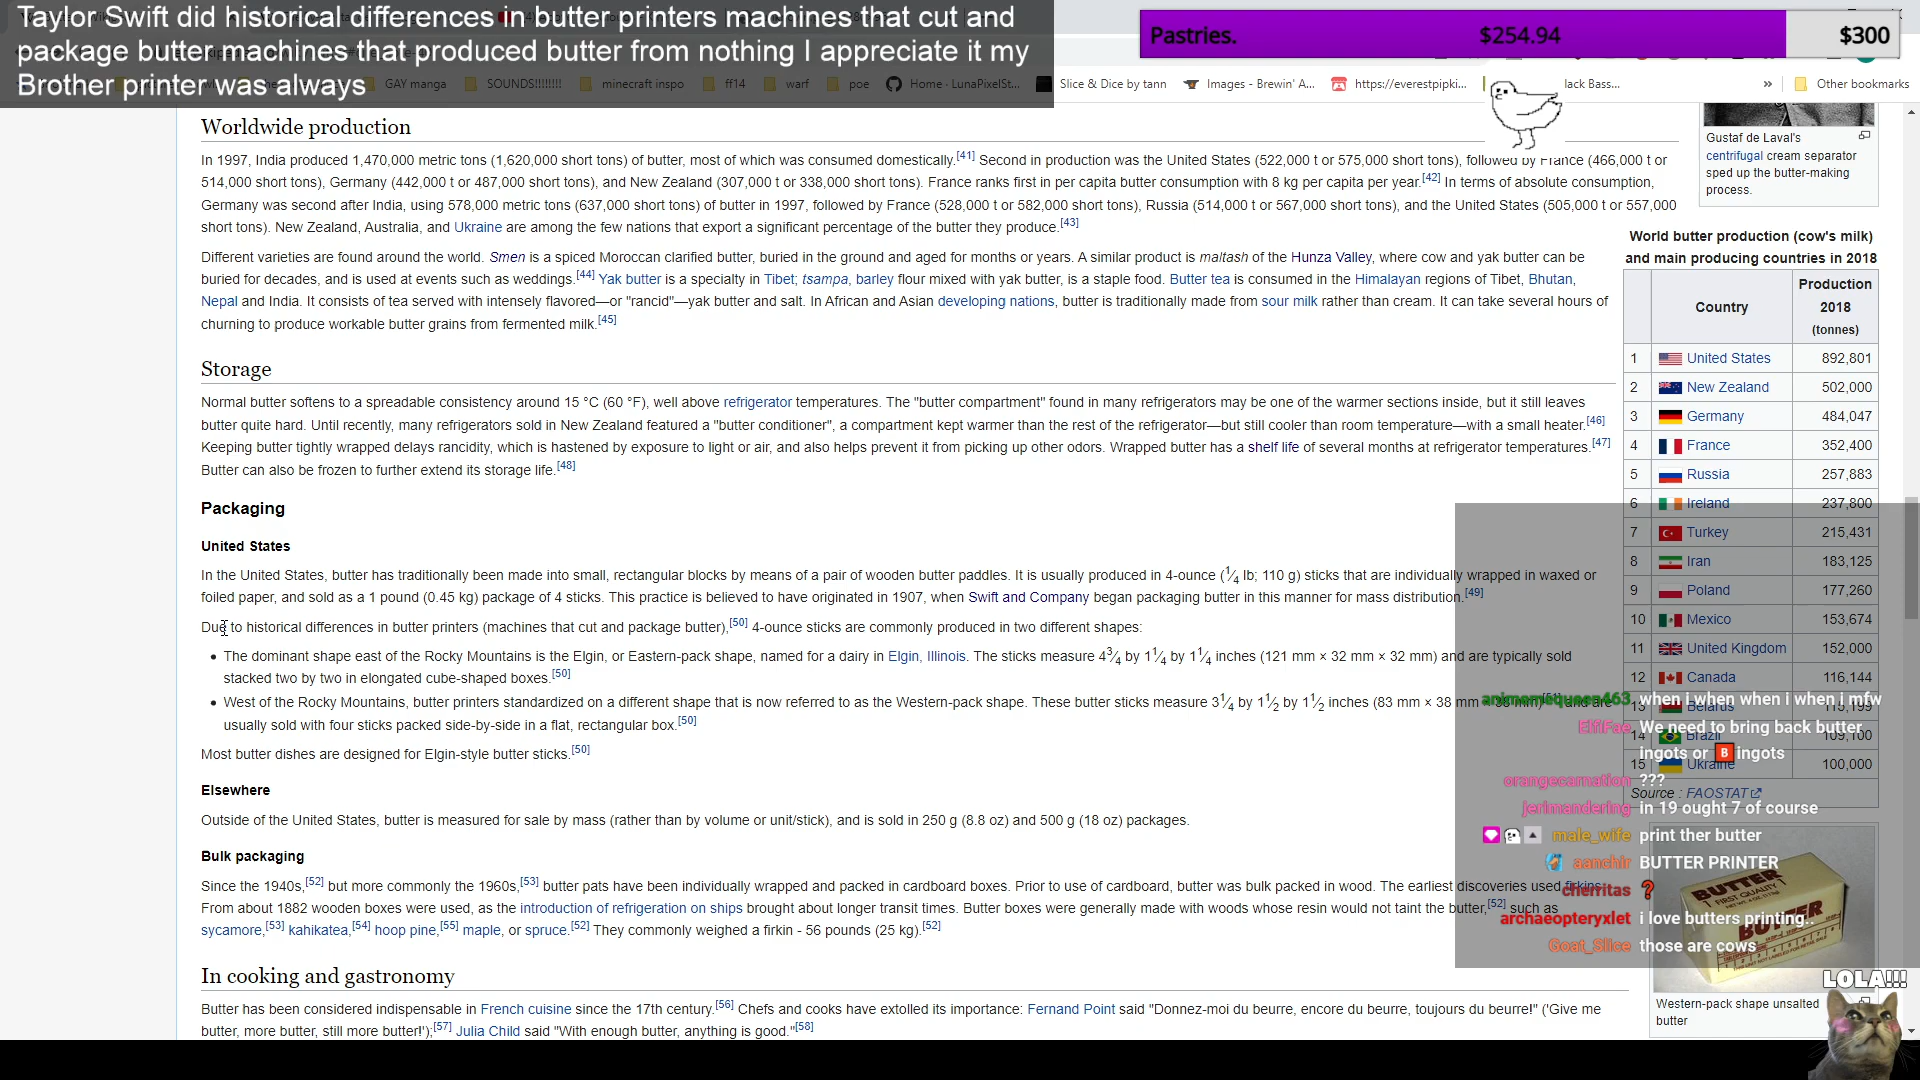 Taylor Swift did historical differences in butter printers machines that cut and
package butter machines that produced butter from nothing I appreciate it my
Brother printer was always
Pastries. $254.94 $300
GAY manga SOUNDS!!!!!!!! minecraft inspo ff14 warf poe Home · LunaPixelSt... Slice & Dice by tann Images - Brewin' A... https://everestpipki... lack Bass... » Other bookmarks
Worldwide production
In 1997, India produced 1,470,000 metric tons (1,620,000 short tons) of butter, most of which was consumed domestically.[41] Second in production was the United States (522,000 t or 575,000 short tons), followed by France (466,000 t or
514,000 short tons), Germany (442,000 t or 487,000 short tons), and New Zealand (307,000 t or 338,000 short tons). France ranks first in per capita butter consumption with 8 kg per capita per year.[42] In terms of absolute consumption,
Germany was second after India, using 578,000 metric tons (637,000 short tons) of butter in 1997, followed by France (528,000 t or 582,000 short tons), Russia (514,000 t or 567,000 short tons), and the United States (505,000 t or 557,000
short tons). New Zealand, Australia, and Ukraine are among the few nations that export a significant percentage of the butter they produce.[43]
Different varieties are found around the world. Smen is a spiced Moroccan clarified butter, buried in the ground and aged for months or years. A similar product is maltash of the Hunza Valley, where cow and yak butter can be
buried for decades, and is used at events such as weddings.[44] Yak butter is a specialty in Tibet; tsampa, barley flour mixed with yak butter, is a staple food. Butter tea is consumed in the Himalayan regions of Tibet, Bhutan,
Nepal and India. It consists of tea served with intensely flavored—or "rancid"—yak butter and salt. In African and Asian developing nations, butter is traditionally made from sour milk rather than cream. It can take several hours of
churning to produce workable butter grains from fermented milk.[45]
Storage
Normal butter softens to a spreadable consistency around 15 °C (60 °F), well above refrigerator temperatures. The "butter compartment" found in many refrigerators may be one of the warmer sections inside, but it still leaves
butter quite hard. Until recently, many refrigerators sold in New Zealand featured a "butter conditioner", a compartment kept warmer than the rest of the refrigerator—but still cooler than room temperature—with a small heater.[46]
Keeping butter tightly wrapped delays rancidity, which is hastened by exposure to light or air, and also helps prevent it from picking up other odors. Wrapped butter has a shelf life of several months at refrigerator temperatures.[47]
Butter can also be frozen to further extend its storage life.[48]
Packaging
United States
In the United States, butter has traditionally been made into small, rectangular blocks by means of a pair of wooden butter paddles. It is usually produced in 4-ounce (1⁄4 lb; 110 g) sticks that are individually wrapped in waxed or
foiled paper, and sold as a 1 pound (0.45 kg) package of 4 sticks. This practice is believed to have originated in 1907, when Swift and Company began packaging butter in this manner for mass distribution.[49]
Due to historical differences in butter printers (machines that cut and package butter),[50] 4-ounce sticks are commonly produced in two different shapes:
• The dominant shape east of the Rocky Mountains is the Elgin, or Eastern-pack shape, named for a dairy in Elgin, Illinois. The sticks measure 4 3⁄4 by 1 1⁄4 by 1 1⁄4 inches (121 mm × 32 mm × 32 mm) and are typically sold
stacked two by two in elongated cube-shaped boxes.[50]
• West of the Rocky Mountains, butter printers standardized on a different shape that is now referred to as the Western-pack shape. These butter sticks measure 3 1⁄4 by 1 1⁄2 by 1 1⁄2 inches (83 mm × 38 mm × 38 mm)[51] and are
usually sold with four sticks packed side-by-side in a flat, rectangular box.[50]
Most butter dishes are designed for Elgin-style butter sticks.[50]
Elsewhere
Outside of the United States, butter is measured for sale by mass (rather than by volume or unit/stick), and is sold in 250 g (8.8 oz) and 500 g (18 oz) packages.
Bulk packaging
Since the 1940s,[52] but more commonly the 1960s,[53] butter pats have been individually wrapped and packed in cardboard boxes. Prior to use of cardboard, butter was bulk packed in wood. The earliest discoveries used firkins.
From about 1882 wooden boxes were used, as the introduction of refrigeration on ships brought about longer transit times. Butter boxes were generally made with woods whose resin would not taint the butter,[52] such as
sycamore,[53] kahikatea,[54] hoop pine,[55] maple, or spruce.[52] They commonly weighed a firkin - 56 pounds (25 kg).[52]
In cooking and gastronomy
Butter has been considered indispensable in French cuisine since the 17th century.[56] Chefs and cooks have extolled its importance: Fernand Point said "Donnez-moi du beurre, encore du beurre, toujours du beurre!" ('Give me
butter, more butter, still more butter!');[57] Julia Child said "With enough butter, anything is good."[58]
Gustaf de Laval's
centrifugal cream separator
sped up the butter-making
process.
World butter production (cow's milk)
and main producing countries in 2018
Country Production 2018 (tonnes)
1 United States 892,801
2 New Zealand 502,000
3 Germany 484,047
4 France 352,400
5 Russia 257,883
6 Ireland 237,800
7 Turkey 215,431
8 Iran 183,125
9 Poland 177,260
10 Mexico 153,674
11 United Kingdom 152,000
12 Canada 116,144
13 Belarus 115,199
14 Brazil 109,100
15 Ukraine 100,000
Source : FAOSTAT
animemequeen463 when i when when i when i mfw
ElfiFae We need to bring back butter
ingots or B ingots
orangecarnation ???
jerimandering in 19 ought 7 of course
male_wife print ther butter
aanchir BUTTER PRINTER
cherritas ?
archaeopteryxlet i love butters printing..
Goat_Slice those are cows
BUTTER
FIRST QUALITY
BUTTER
LOLA!!!
Western-pack shape unsalted
butter